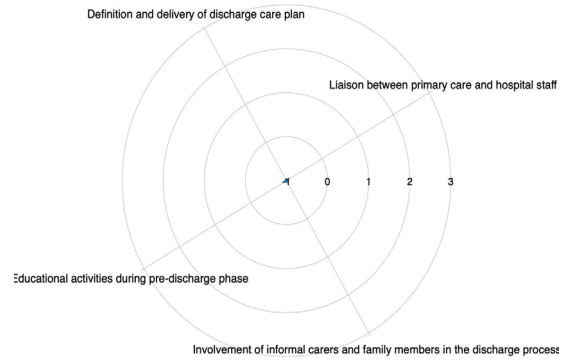 Definition and delivery of discharge care plan
Liaison between primary care and hospital staff
-1 0 1 2 3
Educational activities during pre-discharge phase
Involvement of informal carers and family members in the discharge process